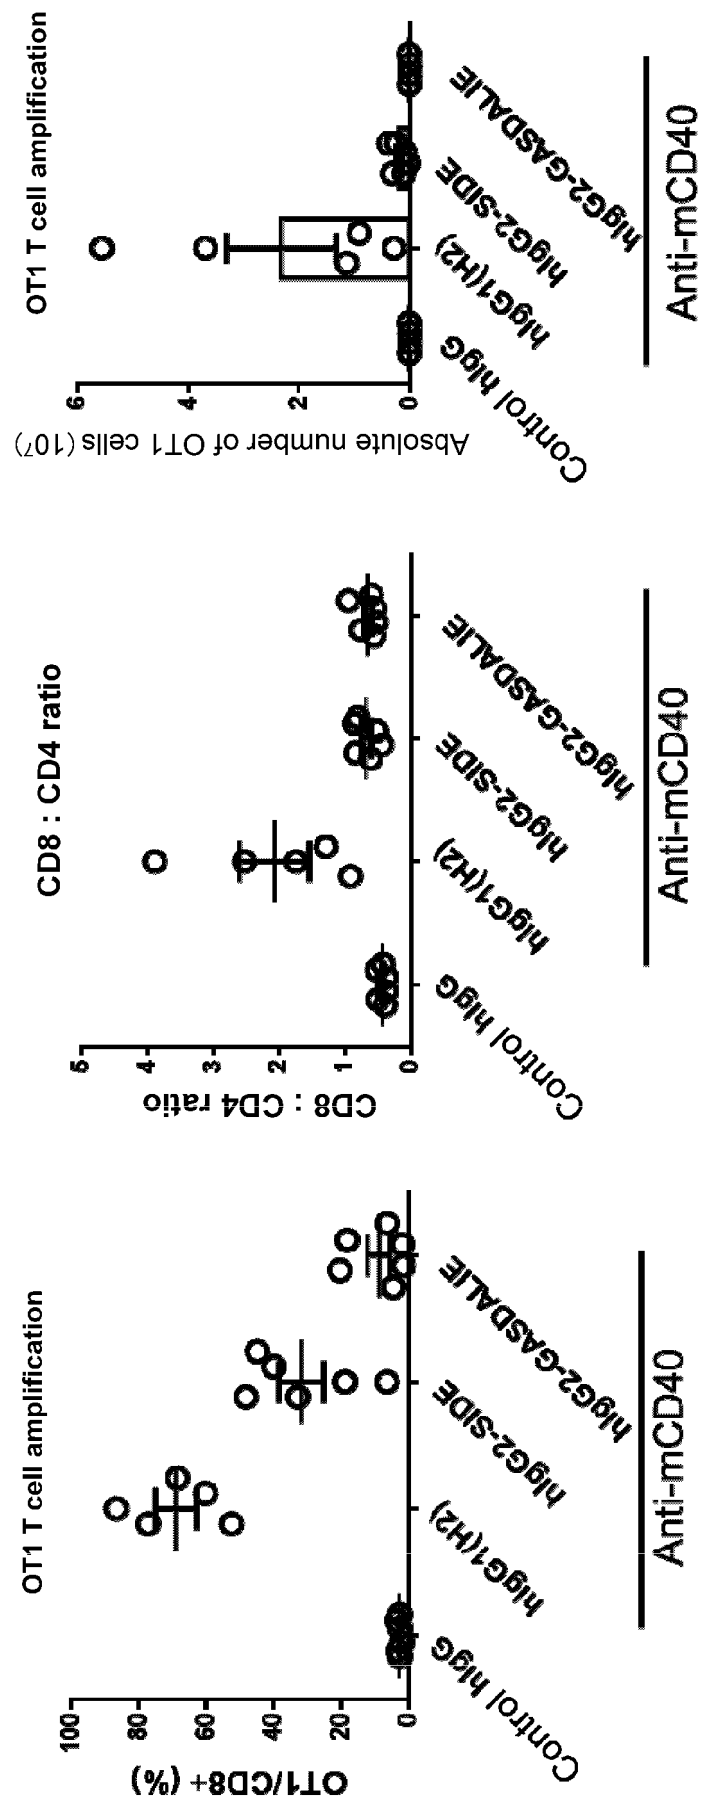 OT1 T cell amplification
OT1/CD8+ (%)
100
80
60
40
20
0
Control hIgG
hIgG1(H2)
hIgG2-SIDE
hIgG2-GASDALIE
Anti-mCD40
CD8 : CD4 ratio
CD8 : CD4 ratio
5
4
3
2
1
0
Control hIgG
hIgG1(H2)
hIgG2-SIDE
hIgG2-GASDALIE
Anti-mCD40
OT1 T cell amplification
Absolute number of OT1 cells (10⁷)
6
4
2
0
Control hIgG
hIgG1(H2)
hIgG2-SIDE
hIgG2-GASDALIE
Anti-mCD40